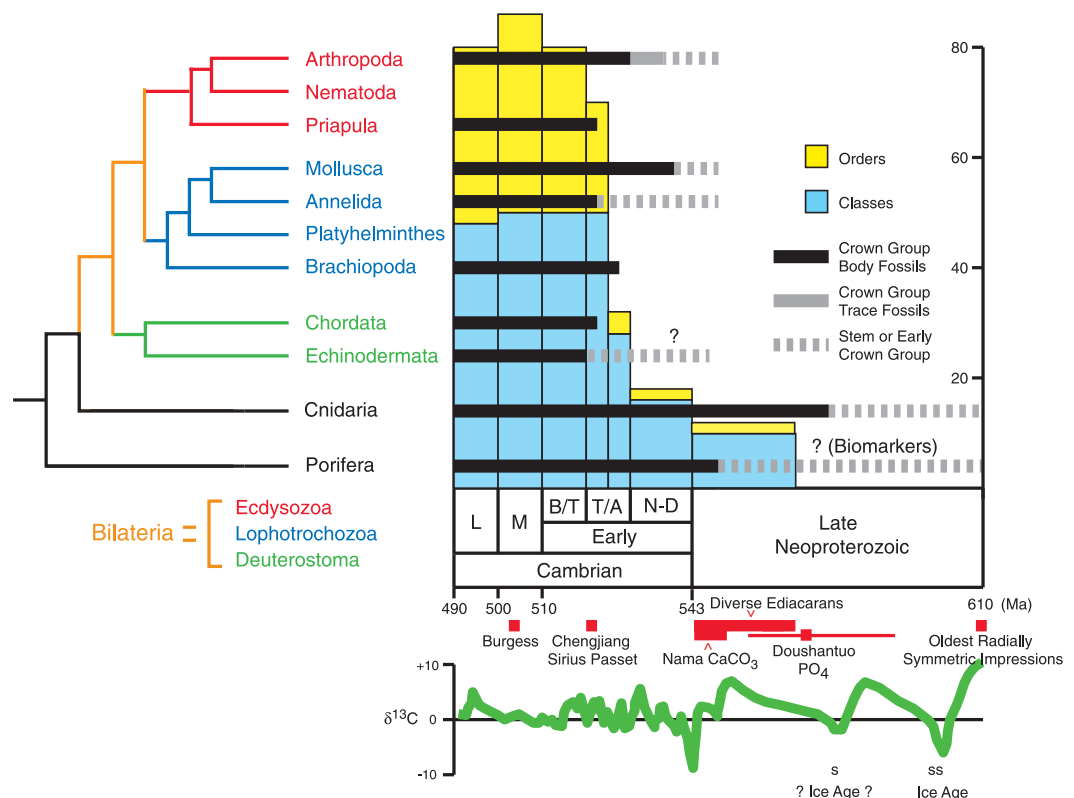 Arthropoda
Nematoda
Priapula
Mollusca
Annelida
Platyhelminthes
Brachiopoda
Chordata
Echinodermata
Cnidaria
Porifera
Bilateria
Ecdysozoa
Lophotrochozoa
Deuterostoma
80
60
40
20
Orders
Classes
Crown Group
Body Fossils
Crown Group
Trace Fossils
Stem or Early
Crown Group
?
? (Biomarkers)
L
M
B/T
T/A
N-D
Early
Cambrian
Late
Neoproterozoic
490
500
510
543
610
(Ma)
Burgess
Chengjiang
Sirius Passet
Diverse Ediacarans
Nama CaCO₃
Doushantuo
PO₄
Oldest Radially
Symmetric Impressions
+10
δ¹³C
0
-10
s
? Ice Age ?
ss
Ice Age